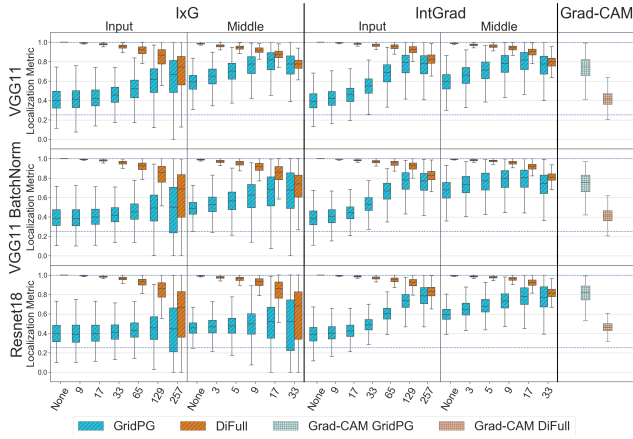 IxG IntGrad Grad-CAM
Input Middle Input Middle
VGG11
Localization Metric
1.0
0.8
0.6
0.4
0.2
0.0
VGG11 BatchNorm
Localization Metric
1.0
0.8
0.6
0.4
0.2
0.0
Resnet18
Localization Metric
1.0
0.8
0.6
0.4
0.2
0.0
None 9 17 33 65 129 257 None 3 5 9 17 33 None 9 17 33 65 129 257 None 3 5 9 17 33
GridPG DiFull Grad-CAM GridPG Grad-CAM DiFull